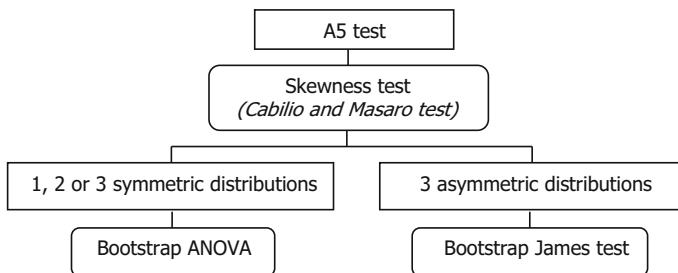 A5 test
Skewness test
(Cabilio and Masaro test)
1, 2 or 3 symmetric distributions
3 asymmetric distributions
Bootstrap ANOVA
Bootstrap James test